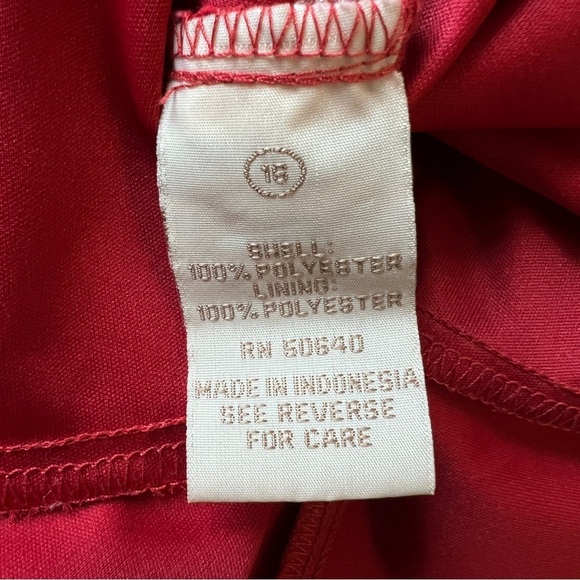 16
SHELL:
100% POLYESTER
LINING:
100% POLYESTER
RN 50640
MADE IN INDONESIA
SEE REVERSE
FOR CARE